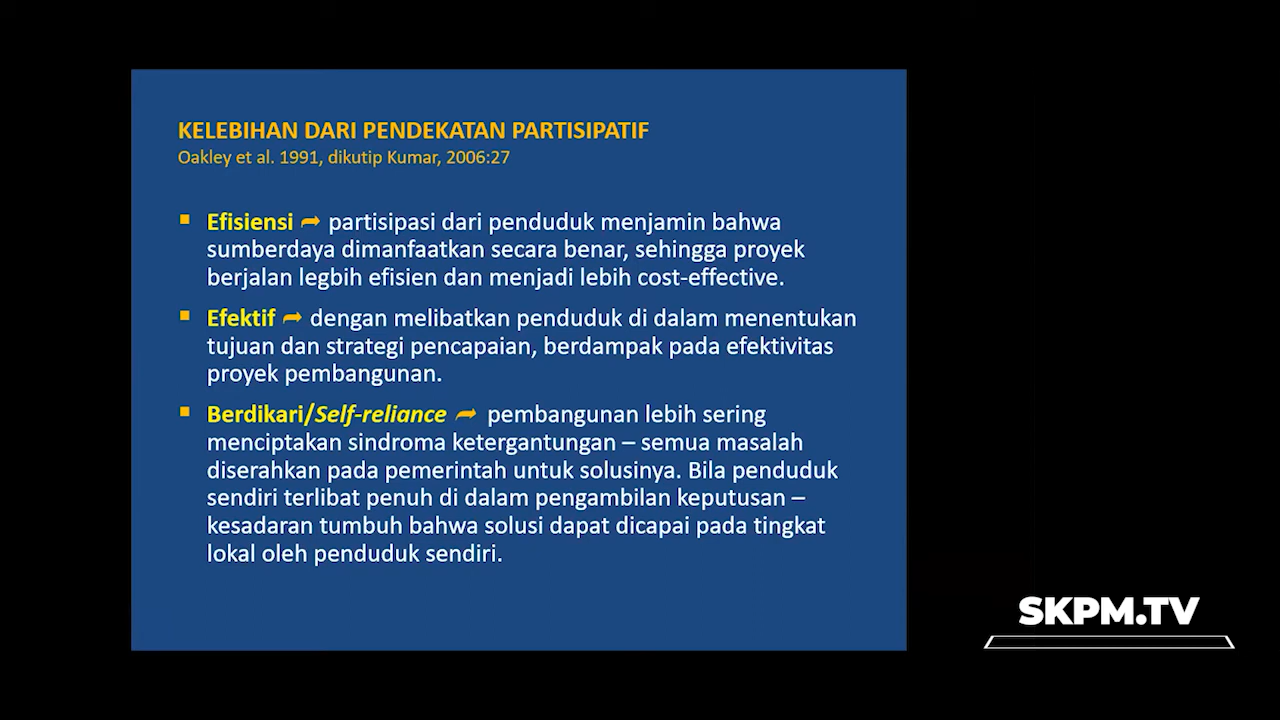 KELEBIHAN DARI PENDEKATAN PARTISIPATIF
Oakley et al. 1991, dikutip Kumar, 2006:27
▪ Efisiensi ➦ partisipasi dari penduduk menjamin bahwa
sumberdaya dimanfaatkan secara benar, sehingga proyek
berjalan legbih efisien dan menjadi lebih cost-effective.
▪ Efektif ➦ dengan melibatkan penduduk di dalam menentukan
tujuan dan strategi pencapaian, berdampak pada efektivitas
proyek pembangunan.
▪ Berdikari/Self-reliance ➦ pembangunan lebih sering
menciptakan sindroma ketergantungan – semua masalah
diserahkan pada pemerintah untuk solusinya. Bila penduduk
sendiri terlibat penuh di dalam pengambilan keputusan –
kesadaran tumbuh bahwa solusi dapat dicapai pada tingkat
lokal oleh penduduk sendiri.
SKPM.TV